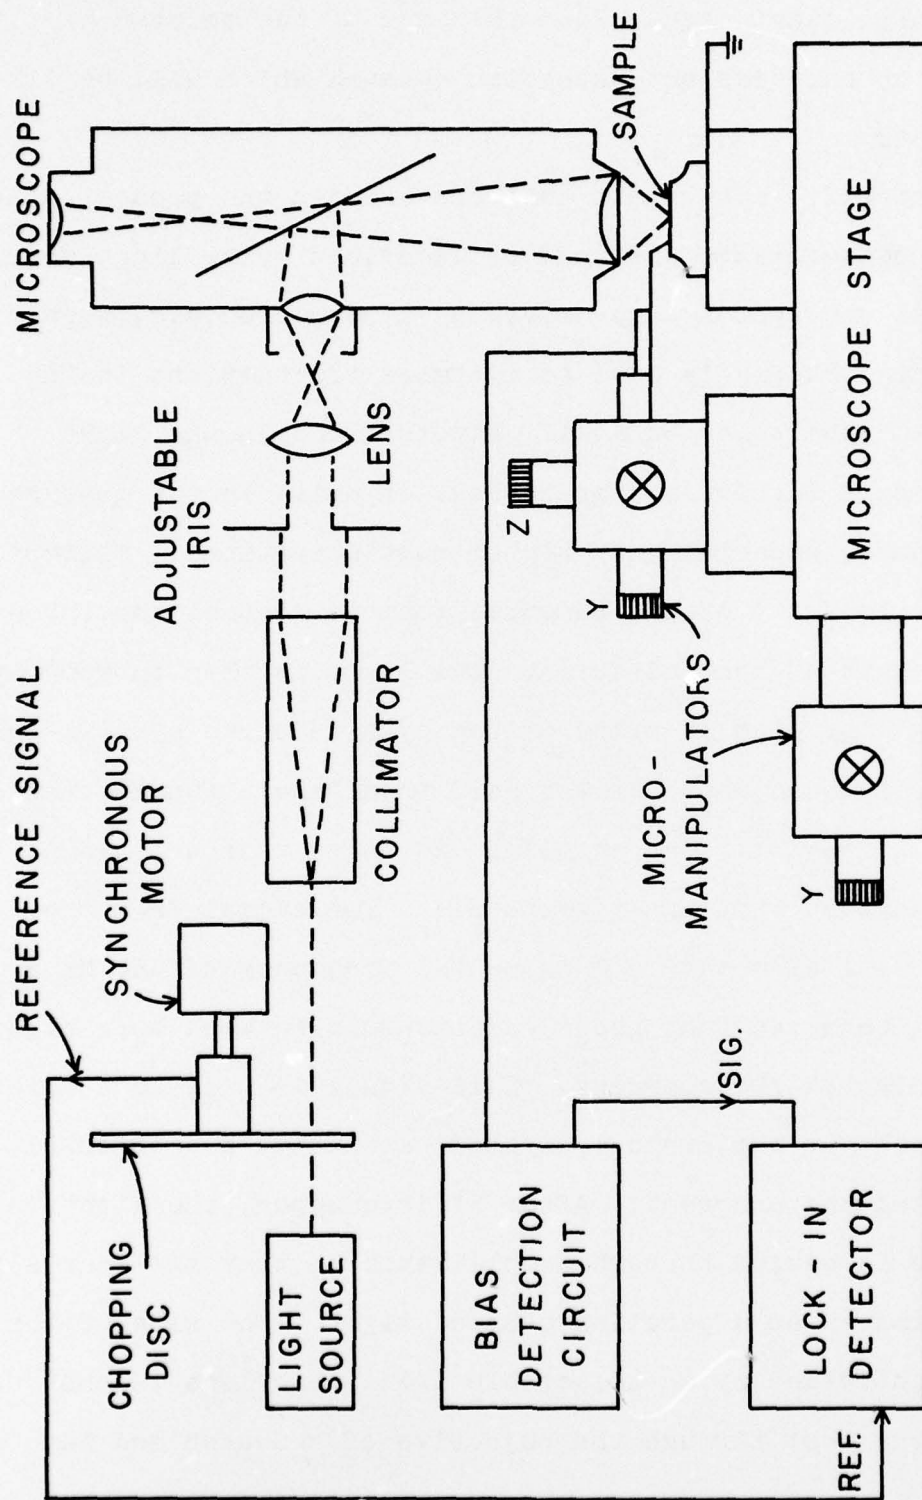 REFERENCE SIGNAL
SYNCHRONOUS
MOTOR
CHOPPING
DISC
LIGHT
SOURCE
COLLIMATOR
ADJUSTABLE
IRIS
LENS
MICROSCOPE
SAMPLE
BIAS
DETECTION
CIRCUIT
SIG.
LOCK-IN
DETECTOR
REF.
MICRO-
MANIPULATORS
Z
Y
Y
MICROSCOPE STAGE